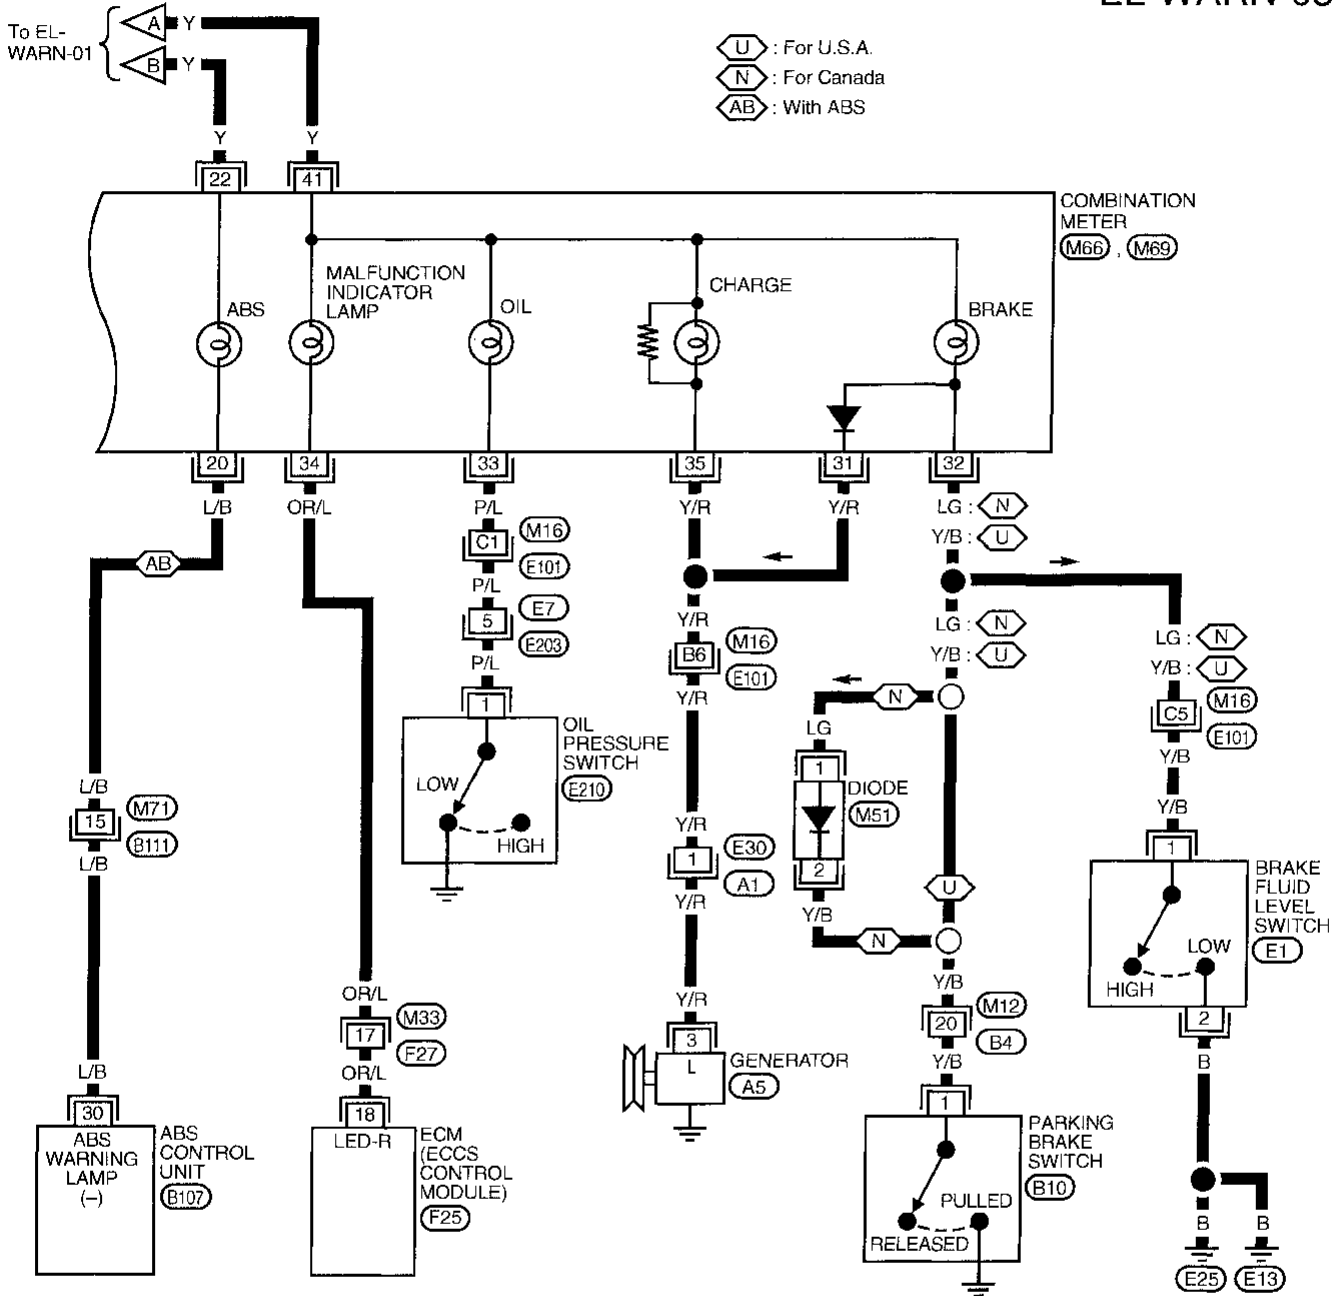 To EL-
WARN-01
A Y
B Y
U : For U.S.A.
N : For Canada
AB : With ABS
Y Y
22 41
COMBINATION
METER
M66 , M69
ABS
MALFUNCTION
INDICATOR
LAMP
OIL
CHARGE
BRAKE
20 34 33 35 31 32
L/B OR/L P/L Y/R Y/R LG : N
Y/B : U
AB
C1 M16
E101
P/L
5 E7
E203
P/L
1
OIL
PRESSURE
SWITCH
E210
LOW
HIGH
Y/R
B6 M16
E101
Y/R
Y/R
1 E30
A1
Y/R
Y/R
3
L
GENERATOR
A5
LG : N
Y/B : U
N
LG
1
DIODE
M51
2
Y/B
U
N
Y/B
20 M12
B4
Y/B
1
PARKING
BRAKE
SWITCH
B10
PULLED
RELEASED
LG : N
Y/B : U
C5 M16
E101
Y/B
Y/B
1
BRAKE
FLUID
LEVEL
SWITCH
E1
LOW
HIGH
2
B
B B
E25 E13
L/B
15 M71
B111
L/B
L/B
30
ABS
WARNING
LAMP
(–)
ABS
CONTROL
UNIT
B107
OR/L
17 M33
F27
OR/L
18
LED-R
ECM
(ECCS
CONTROL
MODULE)
F25